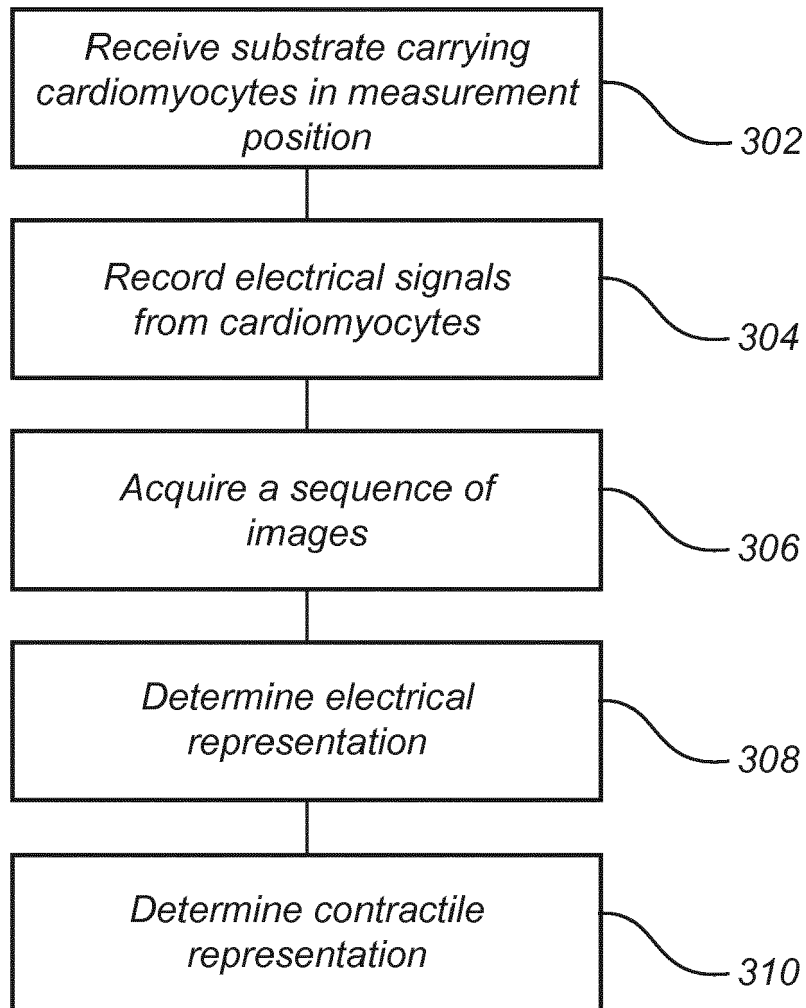 Receive substrate carrying
cardiomyocytes in measurement
position
302
Record electrical signals
from cardiomyocytes
304
Acquire a sequence of
images
306
Determine electrical
representation
308
Determine contractile
representation
310